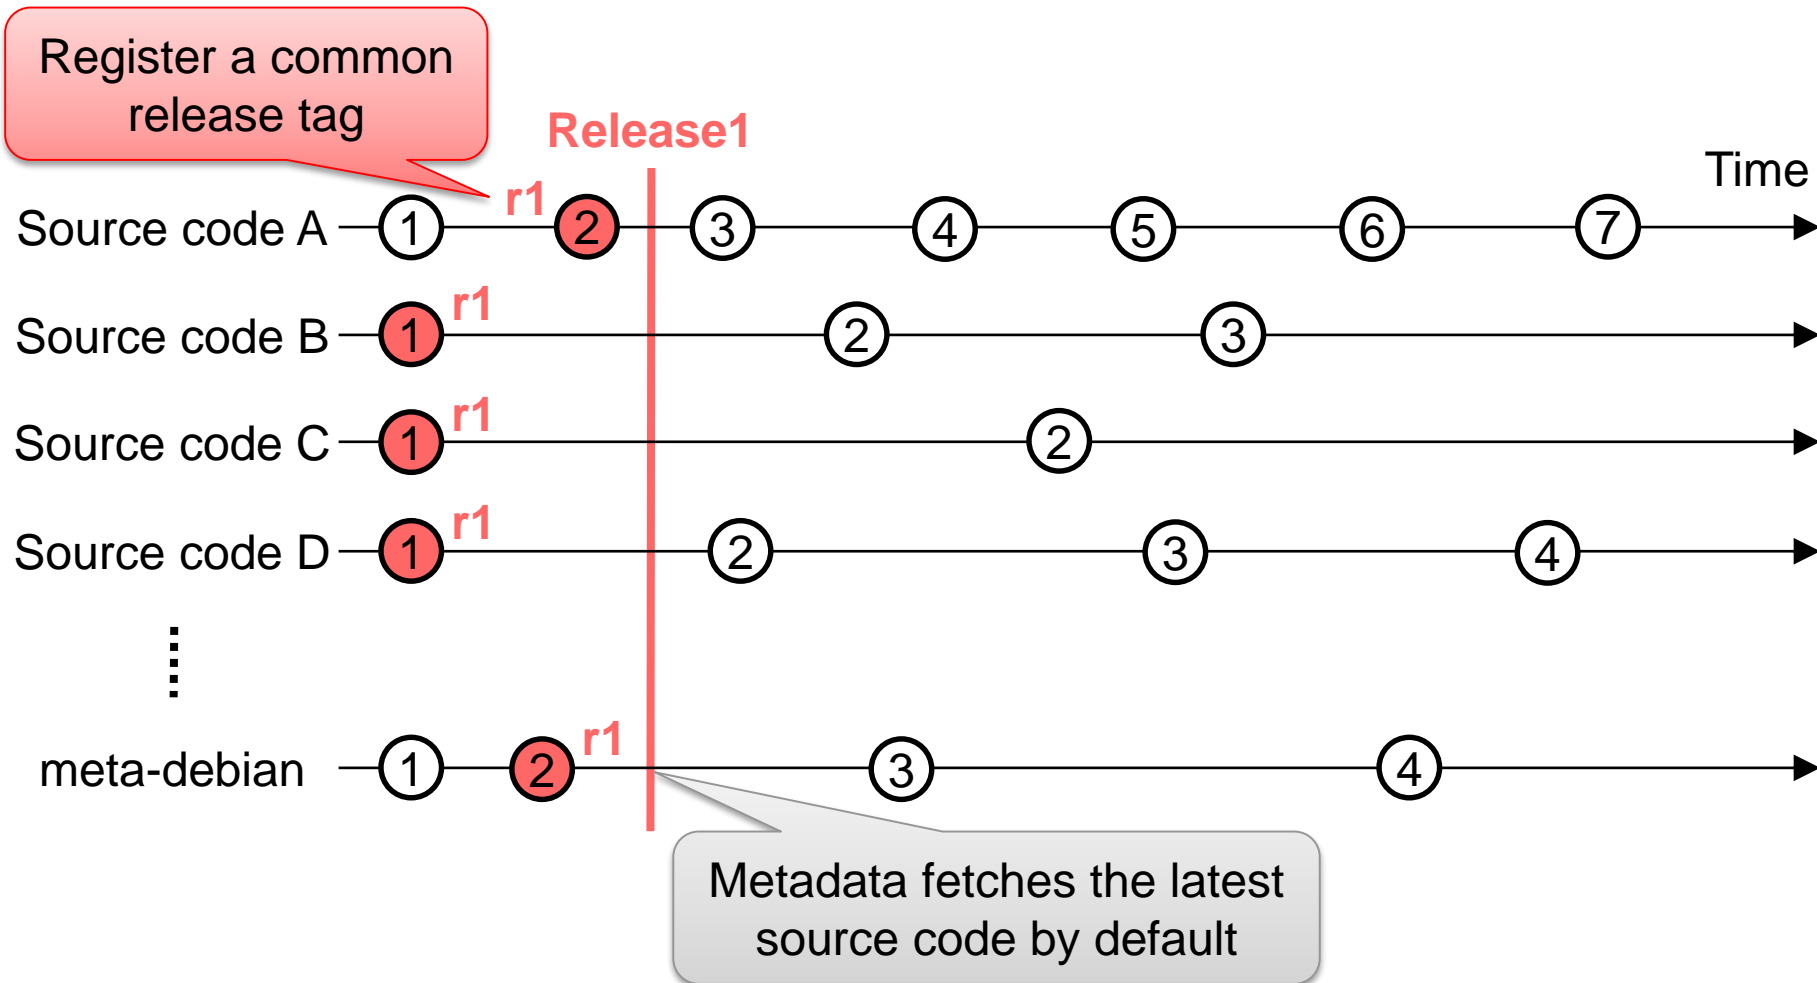 Register a common
release tag
Release1
Time
r1
Source code A 1 2 3 4 5 6 7
r1
Source code B 1 2 3
r1
Source code C 1 2
r1
Source code D 1 2 3 4
r1
meta-debian 1 2 3 4
Metadata fetches the latest
source code by default